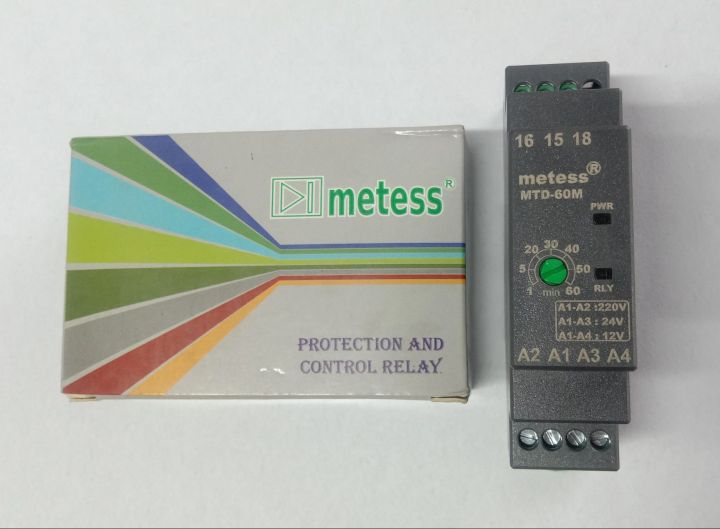 metess®
PROTECTION AND
CONTROL RELAY
16 15 18
metess®
MTD-60M
PWR
30
20 40
5 50
1 min 60
RLY
A1-A2 :220V
A1-A3 : 24V
A1-A4 : 12V
A2 A1 A3 A4